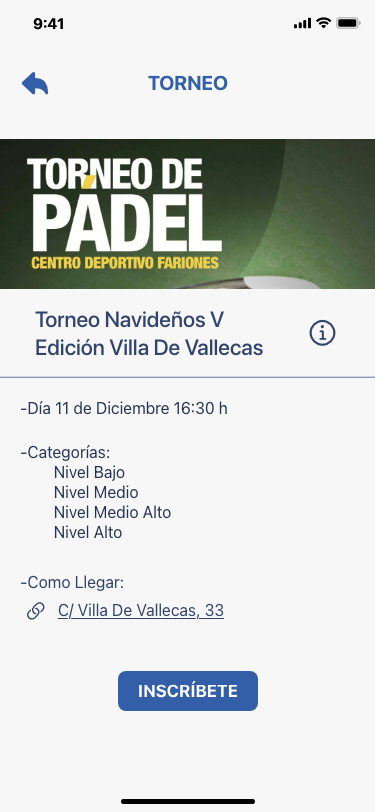 9:41
TORNEO
TORNEO DE
PADEL
CENTRO DEPORTIVO FARIONES
Torneo Navideños V
Edición Villa De Vallecas
-Día 11 de Diciembre 16:30 h
-Categorías:
Nivel Bajo
Nivel Medio
Nivel Medio Alto
Nivel Alto
-Como Llegar:
C/ Villa De Vallecas, 33
INSCRÍBETE